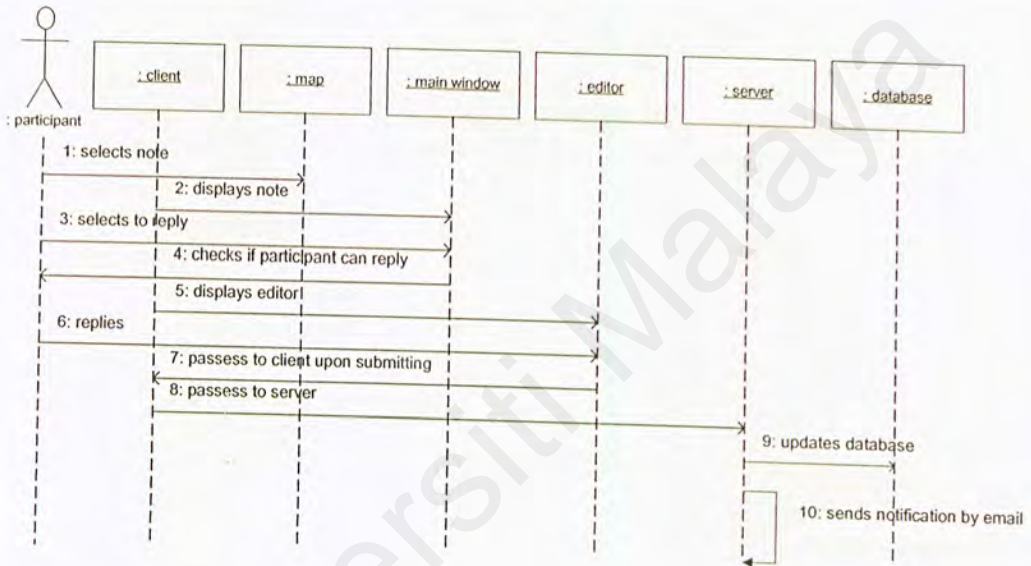 : client
: map
: main window
: editor
: server
: database
: participant
1: selects note
2: displays note
3: selects to reply
4: checks if participant can reply
5: displays editor
6: replies
7: passess to client upon submitting
8: passess to server
9: updates database
10: sends notification by email
ersiti Malaya